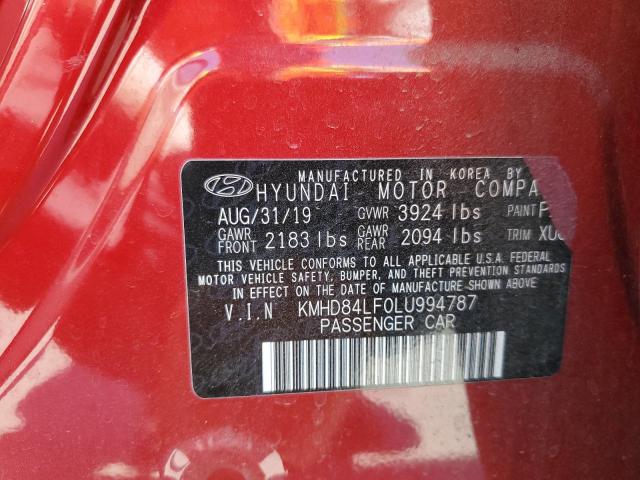 MANUFACTURED IN KOREA BY
HYUNDAI MOTOR COMPA
AUG/31/19 GVWR 3924 lbs PAINT
GAWR FRONT 2183 lbs GAWR REAR 2094 lbs TRIM
THIS VEHICLE CONFORMS TO ALL APPLICABLE U.S.A. FEDERAL
MOTOR VEHICLE SAFETY, BUMPER, AND THEFT PREVENTION STANDARDS
IN EFFECT ON THE DATE OF MANUFACTURE SHOWN ABOVE
V.I.N KMHD84LF0LU994787
PASSENGER CAR